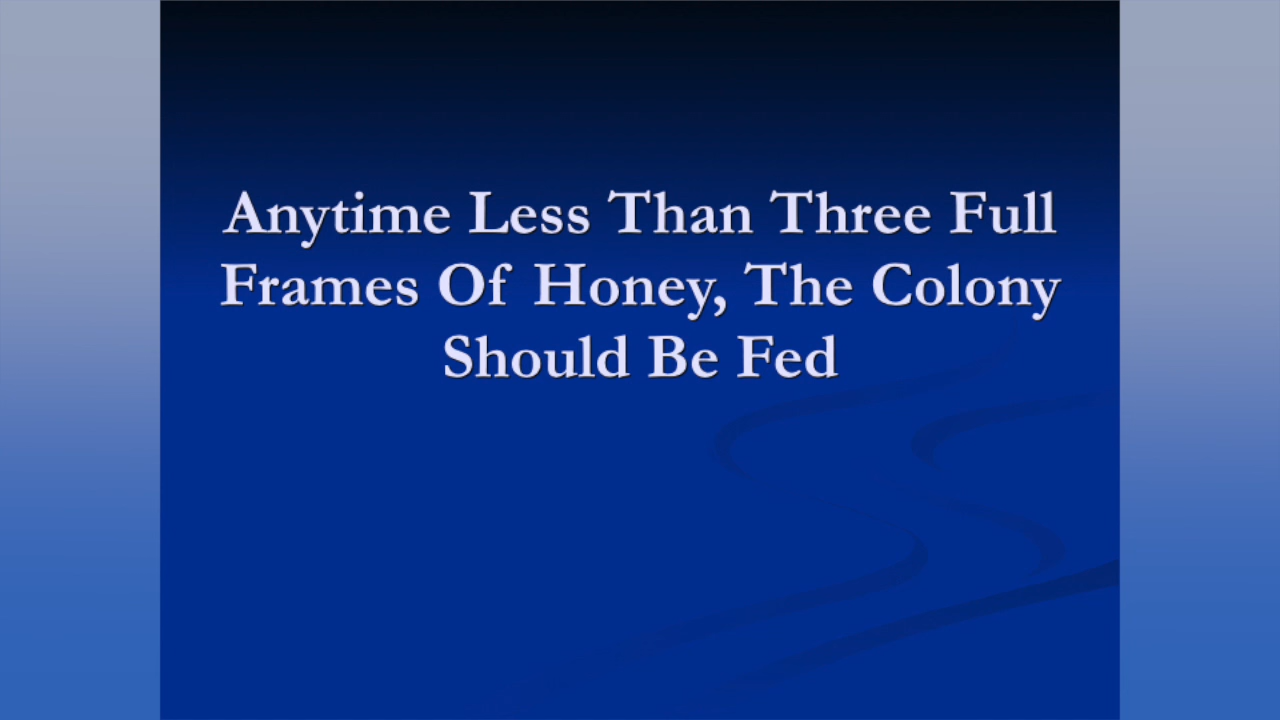 Anytime Less Than Three Full
Frames Of Honey, The Colony
Should Be Fed